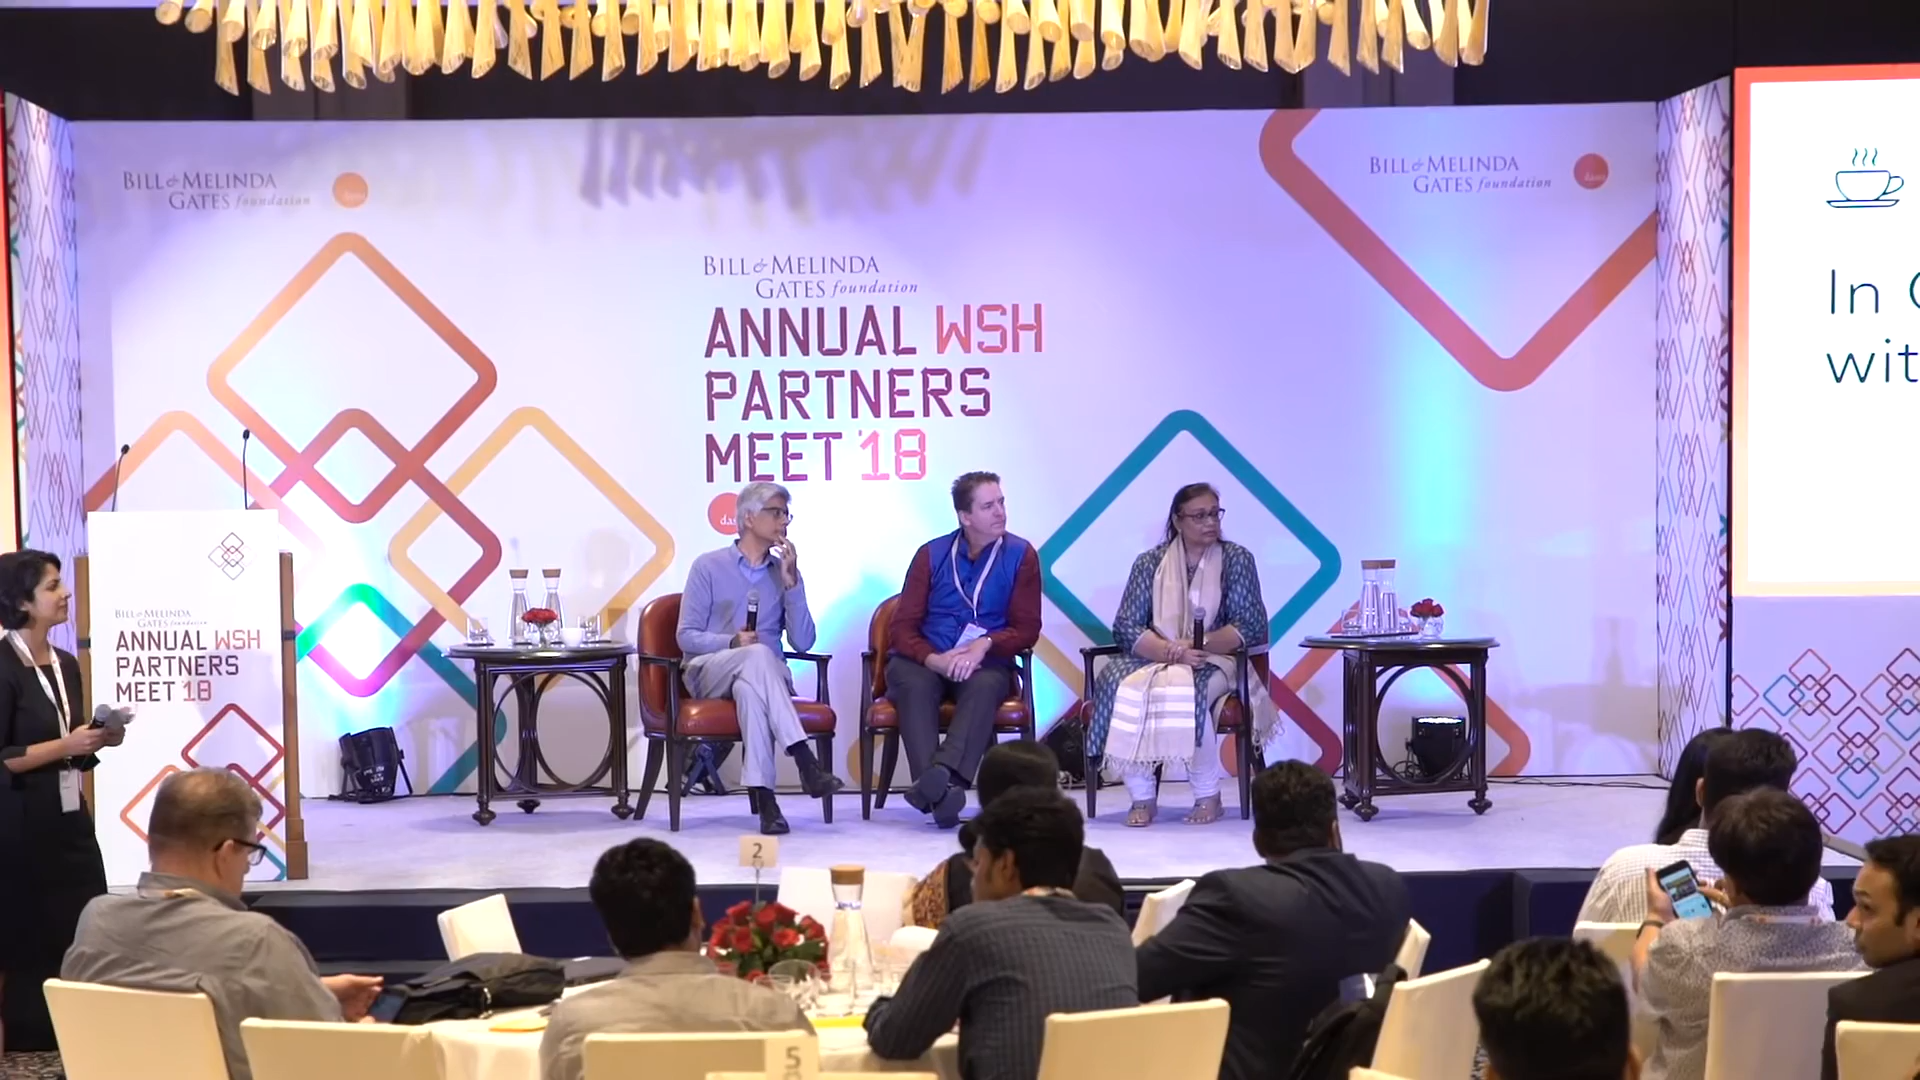 BILL & MELINDA
GATES foundation
BILL & MELINDA
GATES foundation
dasra
BILL & MELINDA
GATES foundation
ANNUAL WSH
PARTNERS
MEET '18
In
wit
BILL & MELINDA
GATES foundation
ANNUAL WSH
PARTNERS
MEET '18
2
5